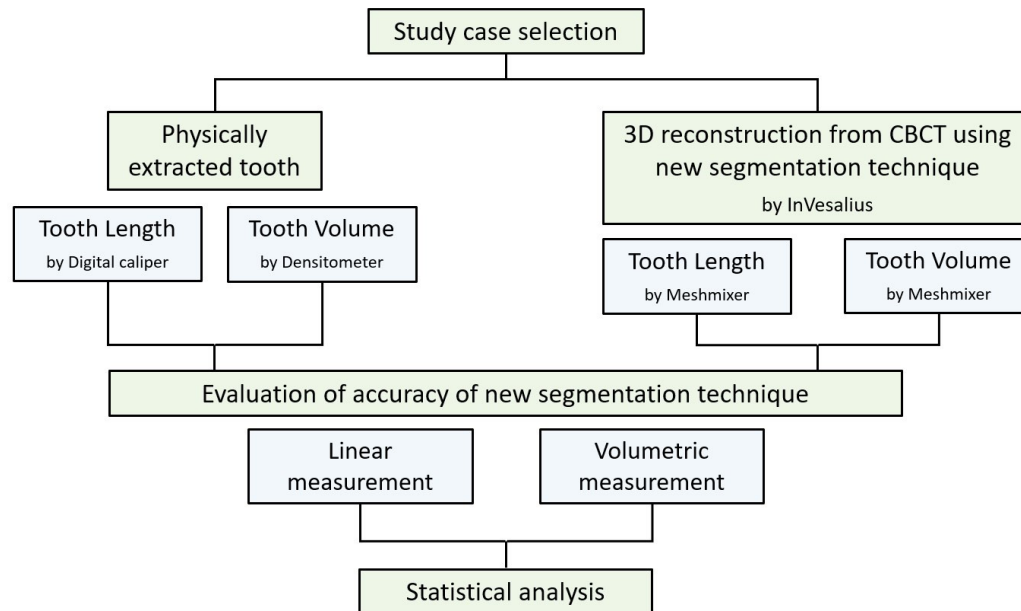 Study case selection
Physically
extracted tooth
3D reconstruction from CBCT using
new segmentation technique
by InVesalius
Tooth Length
by Digital caliper
Tooth Volume
by Densitometer
Tooth Length
by Meshmixer
Tooth Volume
by Meshmixer
Evaluation of accuracy of new segmentation technique
Linear
measurement
Volumetric
measurement
Statistical analysis